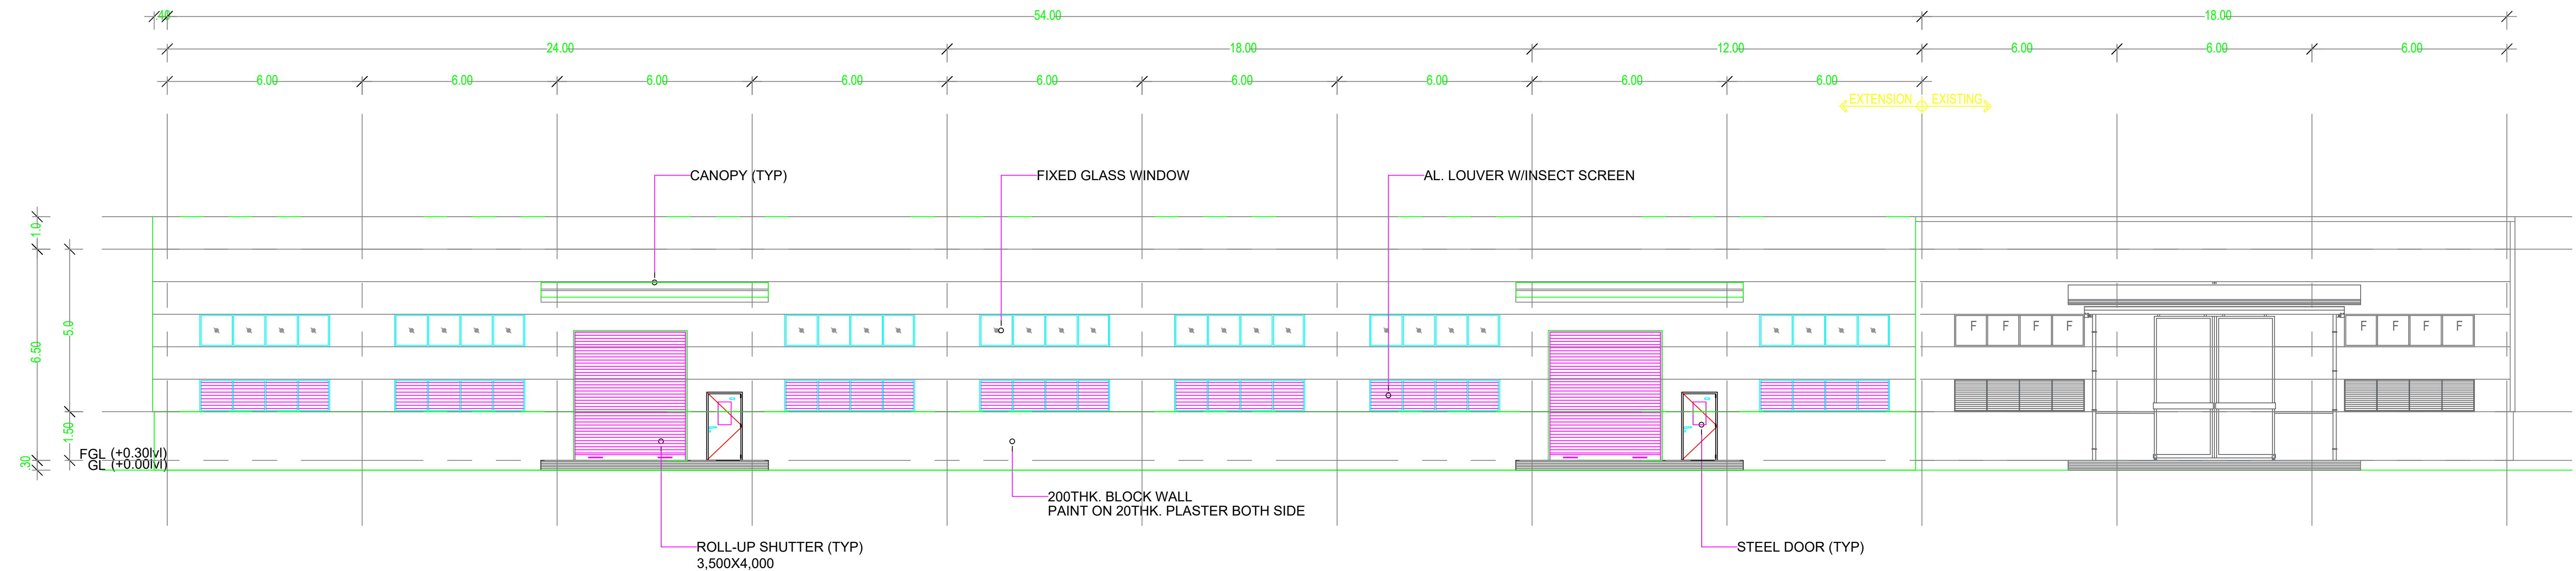 .40 54.00 18.00
24.00 18.00 12.00 6.00 6.00 6.00
6.00 6.00 6.00 6.00 6.00 6.00 6.00 6.00 6.00
EXTENSION EXISTING
CANOPY (TYP)
FIXED GLASS WINDOW
AL. LOUVER W/INSECT SCREEN
1.0
5.0
6.50
F F F F
F F F F
1.50
FGL (+0.30lvl)
GL (+0.00lvl)
.30
200THK. BLOCK WALL
PAINT ON 20THK. PLASTER BOTH SIDE
ROLL-UP SHUTTER (TYP)
3,500X4,000
STEEL DOOR (TYP)